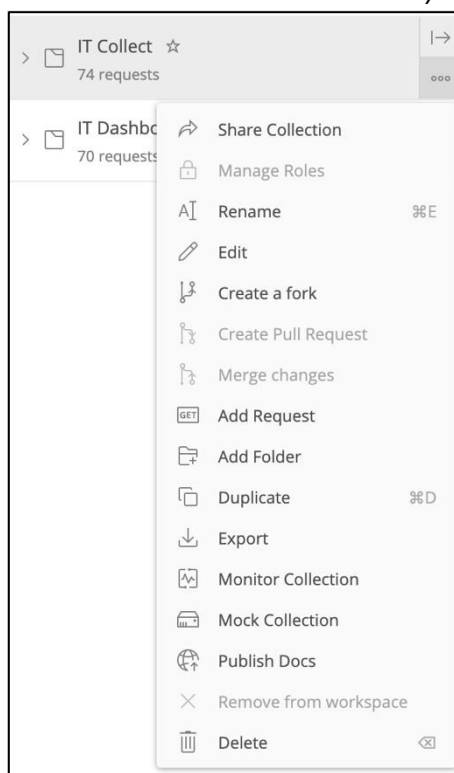 IT Collect
74 requests
IT Dashbo
70 requests
Share Collection
Manage Roles
Rename ⌘E
Edit
Create a fork
Create Pull Request
Merge changes
GET Add Request
Add Folder
Duplicate ⌘D
Export
Monitor Collection
Mock Collection
Publish Docs
Remove from workspace
Delete ⌫